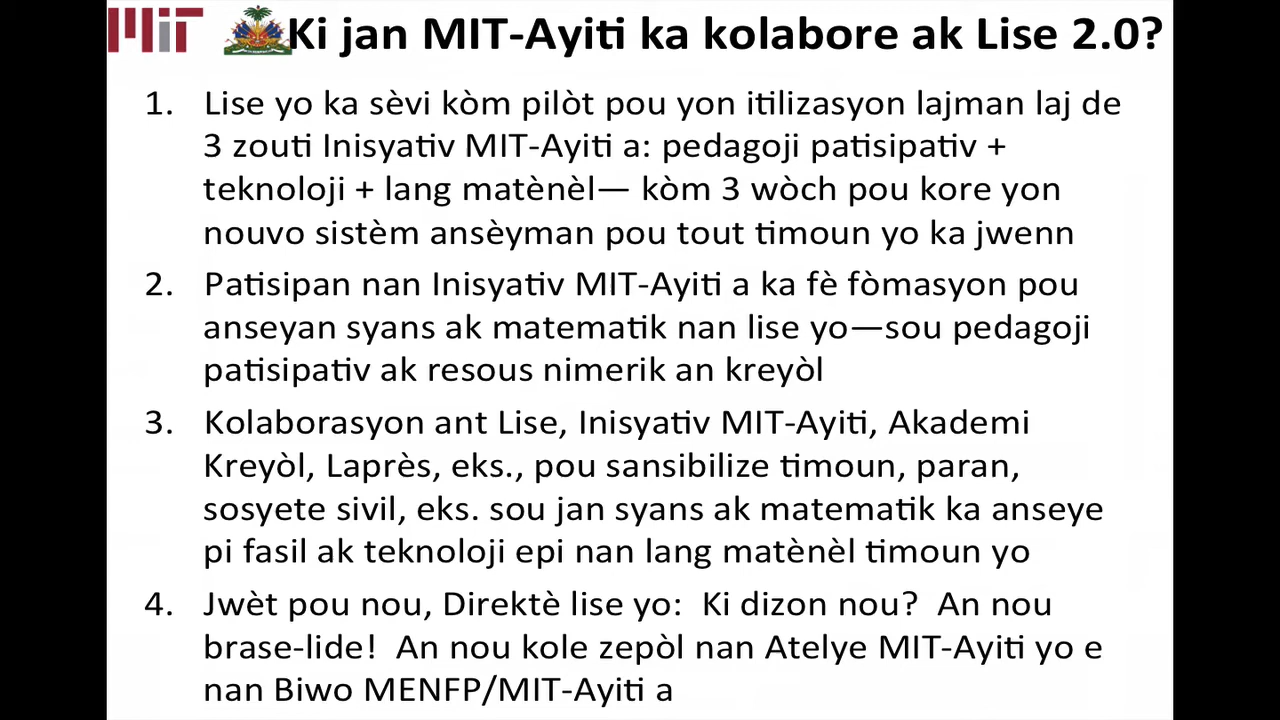 MIT Ki jan MIT-Ayiti ka kolabore ak Lise 2.0?
1. Lise yo ka sèvi kòm pilòt pou yon itilizasyon lajman laj de
3 zouti Inisyativ MIT-Ayiti a: pedagoji patisipativ +
teknoloji + lang matènèl— kòm 3 wòch pou kore yon
nouvo sistèm ansèyman pou tout timoun yo ka jwenn
2. Patisipan nan Inisyativ MIT-Ayiti a ka fè fòmasyon pou
anseyan syans ak matematik nan lise yo—sou pedagoji
patisipativ ak resous nimerik an kreyòl
3. Kolaborasyon ant Lise, Inisyativ MIT-Ayiti, Akademi
Kreyòl, Laprès, eks., pou sansibilize timoun, paran,
sosyete sivil, eks. sou jan syans ak matematik ka anseye
pi fasil ak teknoloji epi nan lang matènèl timoun yo
4. Jwèt pou nou, Direktè lise yo:  Ki dizon nou?  An nou
brase-lide!  An nou kole zepòl nan Atelye MIT-Ayiti yo e
nan Biwo MENFP/MIT-Ayiti a